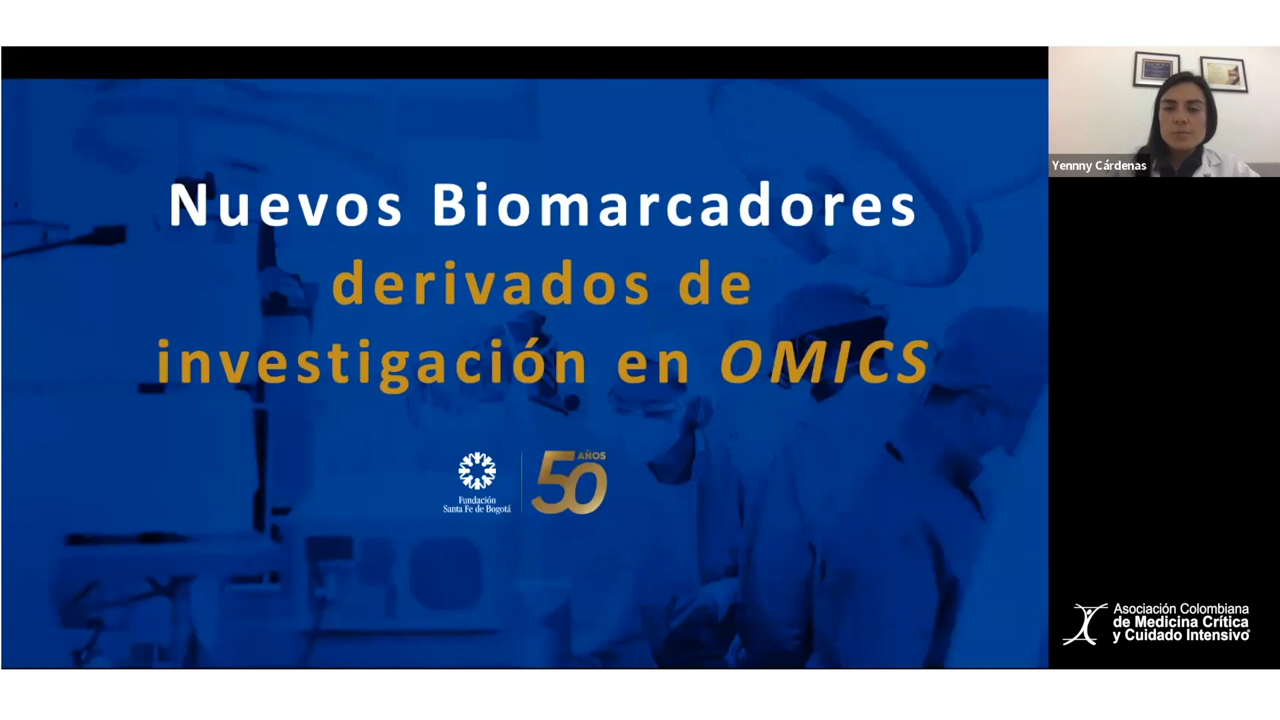 Nuevos Biomarcadores
derivados de
investigación en OMICS
Fundación
Santa Fe de Bogotá
50
AÑOS
Yennny Cárdenas
Asociación Colombiana
de Medicina Crítica
y Cuidado Intensivo